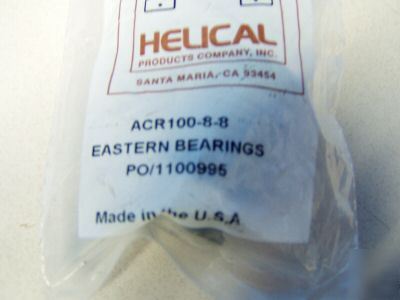 HELICAL
PRODUCTS COMPANY, INC.
SANTA MARIA, CA 93454
ACR100-8-8
EASTERN BEARINGS
PO/1100995
Made in the U.S.A